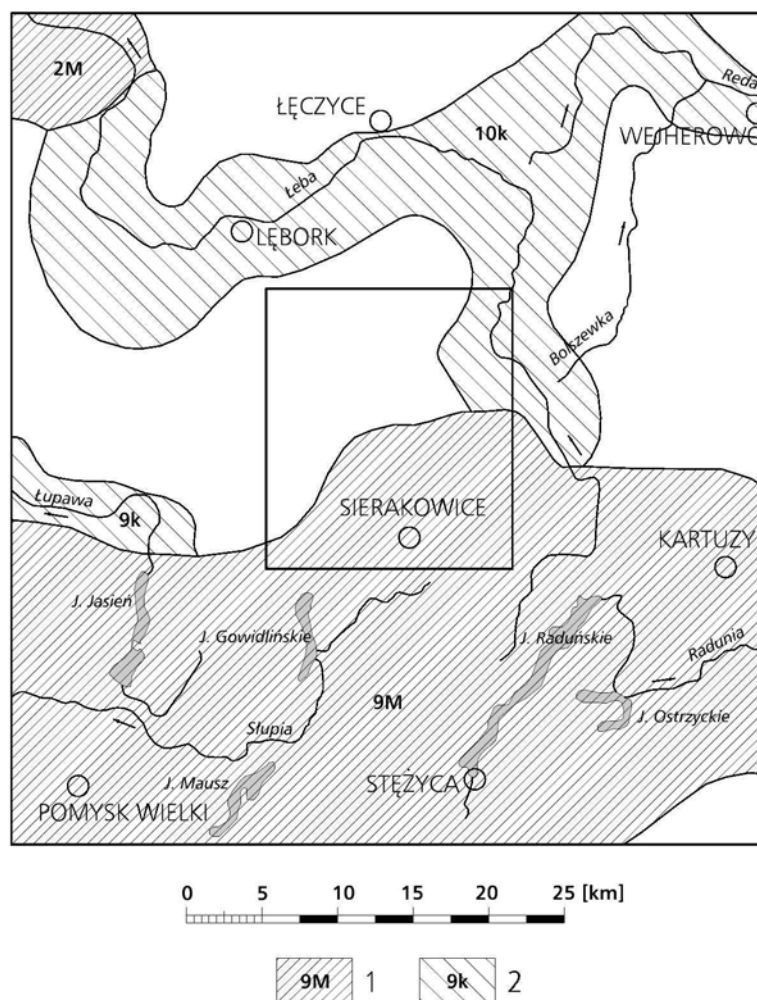 2M
Reda
ŁĘCZYCE
10k
WEJHEROWO
Łeba
LĘBORK
Bolszewka
Łupawa
9k
SIERAKOWICE
KARTUZY
J. Jasień
J. Gowidlińskie
J. Raduńskie
Radunia
9M
J. Ostrzyckie
Słupia
J. Mausz
STĘŻYCA
POMYSK WIELKI
0 5 10 15 20 25 [km]
9M 1 9k 2